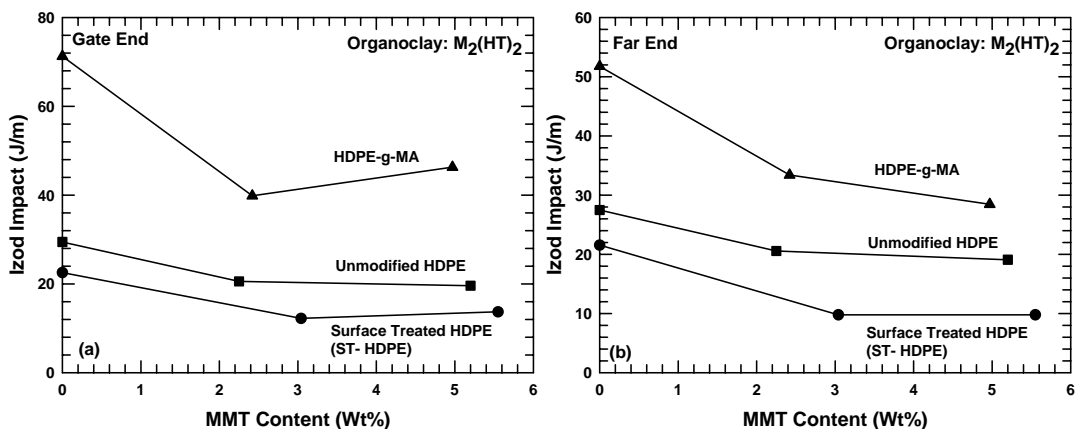 Gate End
Organoclay: M2(HT)2
80
60
40
20
0
Izod Impact (J/m)
HDPE-g-MA
Unmodified HDPE
Surface Treated HDPE
(ST- HDPE)
(a)
0 1 2 3 4 5 6
MMT Content (Wt%)
Far End
Organoclay: M2(HT)2
60
50
40
30
20
10
0
Izod Impact (J/m)
HDPE-g-MA
Unmodified HDPE
Surface Treated HDPE
(ST- HDPE)
(b)
0 1 2 3 4 5 6
MMT Content (Wt%)